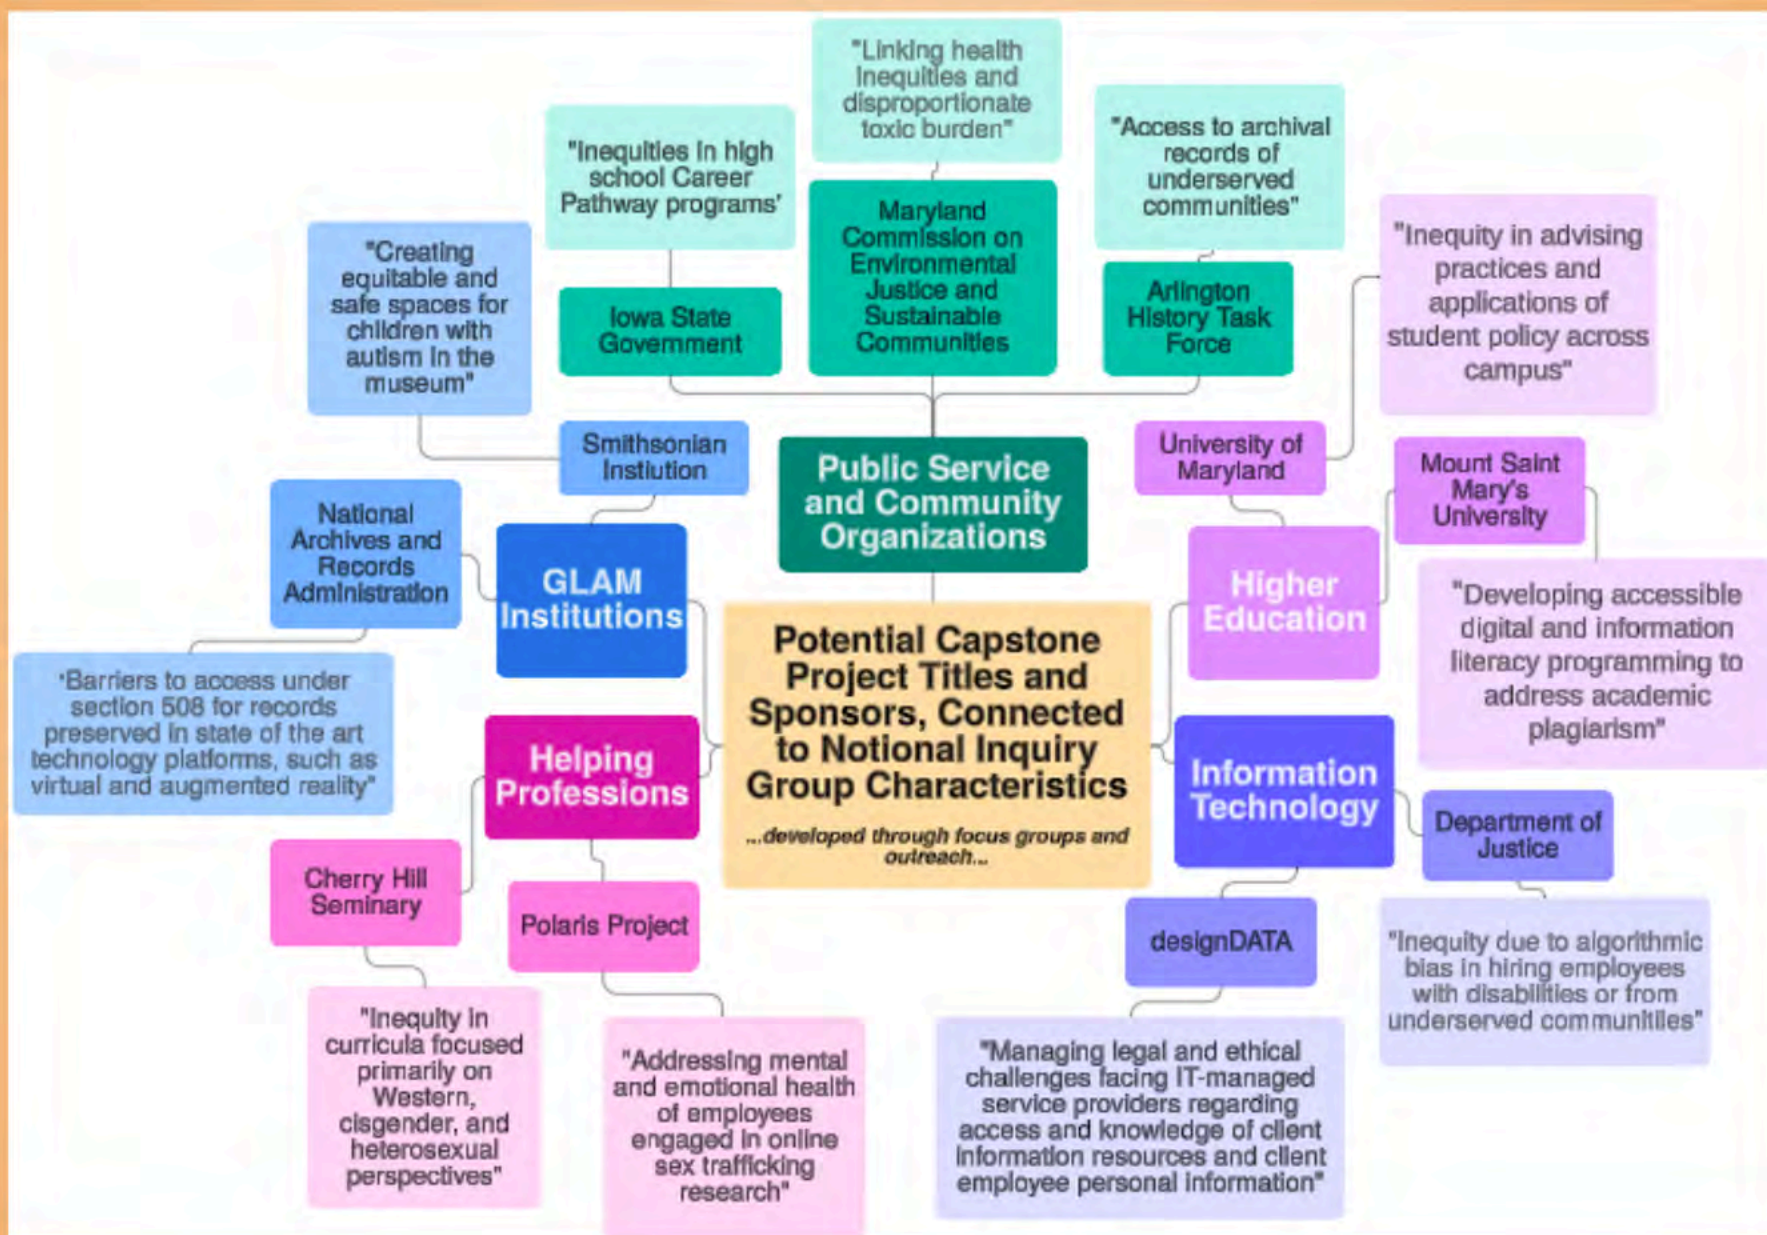 "Linking health
Inequities and
disproportionate
toxic burden"
"Inequities in high
school Career
Pathway programs'
"Access to archival
records of
underserved
communities"
Maryland
Commission on
Environmental
Justice and
Sustainable
Communities
Iowa State
Government
Arlington
History Task
Force
"Creating
equitable and
safe spaces for
children with
autism in the
museum"
"Inequity in advising
practices and
applications of
student policy across
campus"
Smithsonian
Instiution
Public Service
and Community
Organizations
University of
Maryland
Mount Saint
Mary's
University
National
Archives and
Records
Administration
GLAM
Institutions
Higher
Education
"Developing accessible
digital and information
literacy programming to
address academic
plagiarism"
'Barriers to access under
section 508 for records
preserved in state of the art
technology platforms, such as
virtual and augmented reality"
Potential Capstone
Project Titles and
Sponsors, Connected
to Notional Inquiry
Group Characteristics
...developed through focus groups and
outreach...
Helping
Professions
Information
Technology
Department of
Justice
Cherry Hill
Seminary
Polaris Project
designDATA
"Inequity due to algorithmic
bias in hiring employees
with disabilities or from
underserved communitiies"
"Inequity in
curricula focused
primarily on
Western,
cisgender, and
heterosexual
perspectives"
"Addressing mental
and emotional health
of employees
engaged in online
sex trafficking
research"
"Managing legal and ethical
challenges facing IT-managed
service providers regarding
access and knowledge of client
information resources and client
employee personal information"